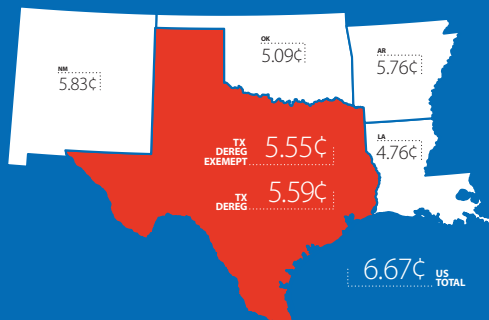 OK
5.09¢
AR
5.76¢
NM
5.83¢
LA
4.76¢
TX
DEREG
EXEMEPT
5.55¢
TX
DEREG
5.59¢
6.67¢
US
TOTAL